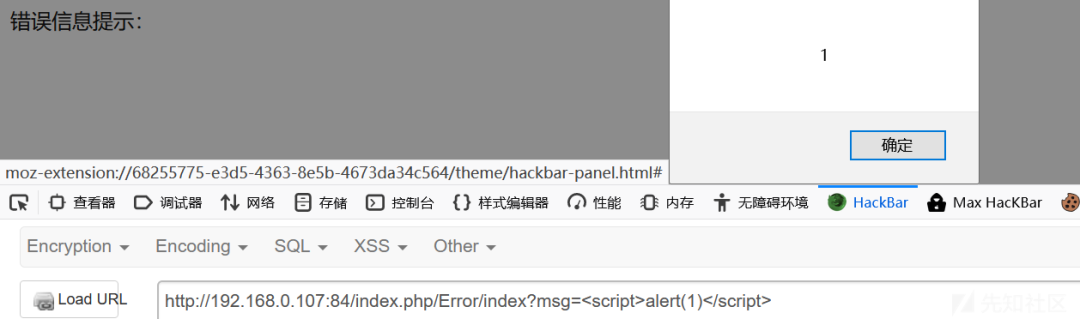 错误信息提示:
1
确定
moz-extension://68255775-e3d5-4363-8e5b-4673da34c564/theme/hackbar-panel.html#
查看器 调试器 网络 存储 控制台 {} 样式编辑器 性能 内存 无障碍环境 HackBar Max HacKBar
Encryption Encoding SQL XSS Other
Load URL http://192.168.0.107:84/index.php/Error/index?msg=<script>alert(1)</script>
先知社区